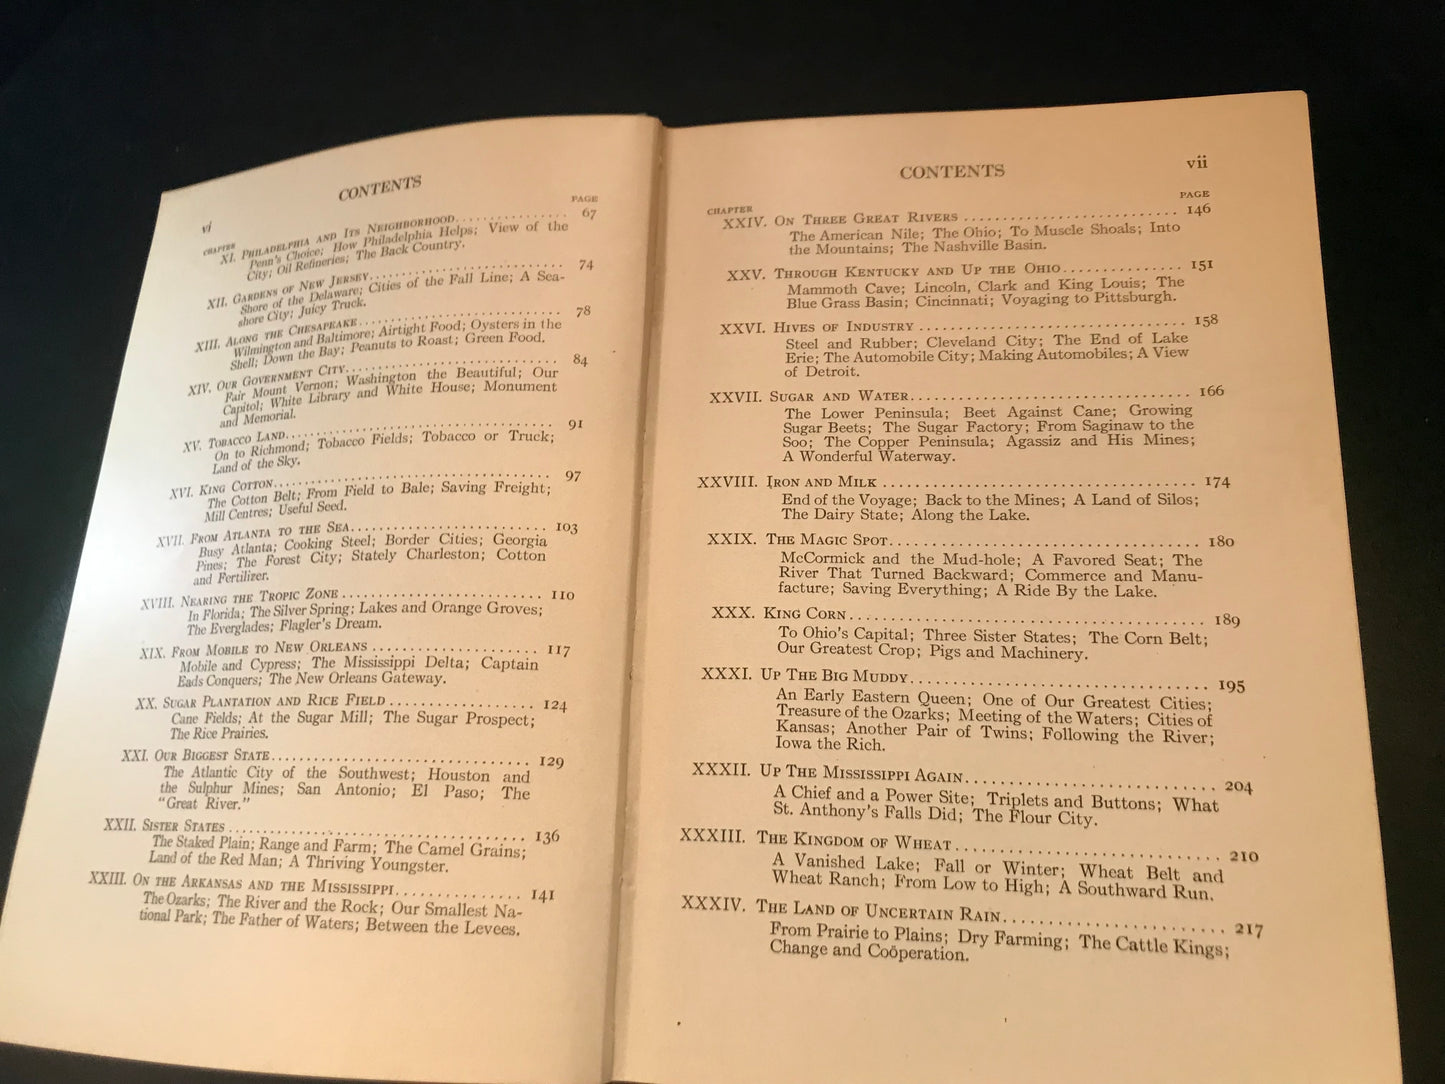 vi
CONTENTS
CHAPTER PAGE
XI. PHILADELPHIA AND ITS NEIGHBORHOOD................ 67
Penn's Choice; How Philadelphia Helps; View of the
City; Oil Refineries; The Back Country.
XII. GARDENS OF NEW JERSEY............................ 74
Shore of the Delaware; Cities of the Fall Line; A Sea-
shore City; Juicy Truck.
XIII. ALONG THE CHESAPEAKE............................ 78
Wilmington and Baltimore; Airtight Food; Oysters in the
Shell; Down the Bay; Peanuts to Roast; Green Food.
XIV. OUR GOVERNMENT CITY............................ 84
Fair Mount Vernon; Washington the Beautiful; Our
Capitol; White Library and White House; Monument
and Memorial.
XV. TOBACCO LAND.................................... 91
On to Richmond; Tobacco Fields; Tobacco or Truck;
Land of the Sky.
XVI. KING COTTON.................................... 97
The Cotton Belt; From Field to Bale; Saving Freight;
Mill Centres; Useful Seed.
XVII. FROM ATLANTA TO THE SEA........................ 103
Busy Atlanta; Cooking Steel; Border Cities; Georgia
Pines; The Forest City; Stately Charleston; Cotton
and Fertilizer.
XVIII. NEARING THE TROPIC ZONE........................ 110
In Florida; The Silver Spring; Lakes and Orange Groves;
The Everglades; Flagler's Dream.
XIX. FROM MOBILE TO NEW ORLEANS.................... 117
Mobile and Cypress; The Mississippi Delta; Captain
Eads Conquers; The New Orleans Gateway.
XX. SUGAR PLANTATION AND RICE FIELD................ 124
Cane Fields; At the Sugar Mill; The Sugar Prospect;
The Rice Prairies.
XXI. OUR BIGGEST STATE................................ 129
The Atlantic City of the Southwest; Houston and
the Sulphur Mines; San Antonio; El Paso; The
"Great River."
XXII. SISTER STATES.................................... 136
The Staked Plain; Range and Farm; The Camel Grains;
Land of the Red Man; A Thriving Youngster.
XXIII. ON THE ARKANSAS AND THE MISSISSIPPI............ 141
The Ozarks; The River and the Rock; Our Smallest Na-
tional Park; The Father of Waters; Between the Levees.
CONTENTS vii
CHAPTER PAGE
XXIV. ON THREE GREAT RIVERS............................ 146
The American Nile; The Ohio; To Muscle Shoals; Into
the Mountains; The Nashville Basin.
XXV. THROUGH KENTUCKY AND UP THE OHIO............... 151
Mammoth Cave; Lincoln, Clark and King Louis; The
Blue Grass Basin; Cincinnati; Voyaging to Pittsburgh.
XXVI. HIVES OF INDUSTRY................................ 158
Steel and Rubber; Cleveland City; The End of Lake
Erie; The Automobile City; Making Automobiles; A View
of Detroit.
XXVII. SUGAR AND WATER.................................. 166
The Lower Peninsula; Beet Against Cane; Growing
Sugar Beets; The Sugar Factory; From Saginaw to the
Soo; The Copper Peninsula; Agassiz and His Mines;
A Wonderful Waterway.
XXVIII. IRON AND MILK.................................... 174
End of the Voyage; Back to the Mines; A Land of Silos;
The Dairy State; Along the Lake.
XXIX. THE MAGIC SPOT.................................... 180
McCormick and the Mud-hole; A Favored Seat; The
River That Turned Backward; Commerce and Manu-
facture; Saving Everything; A Ride By the Lake.
XXX. KING CORN.......................................... 189
To Ohio's Capital; Three Sister States; The Corn Belt;
Our Greatest Crop; Pigs and Machinery.
XXXI. UP THE BIG MUDDY.................................. 195
An Early Eastern Queen; One of Our Greatest Cities;
Treasure of the Ozarks; Meeting of the Waters; Cities of
Kansas; Another Pair of Twins; Following the River;
Iowa the Rich.
XXXII. UP THE MISSISSIPPI AGAIN.......................... 204
A Chief and a Power Site; Triplets and Buttons; What
St. Anthony's Falls Did; The Flour City.
XXXIII. THE KINGDOM OF WHEAT............................ 210
A Vanished Lake; Fall or Winter; Wheat Belt and
Wheat Ranch; From Low to High; A Southward Run.
XXXIV. THE LAND OF UNCERTAIN RAIN...................... 217
From Prairie to Plains; Dry Farming; The Cattle Kings;
Change and Coöperation.